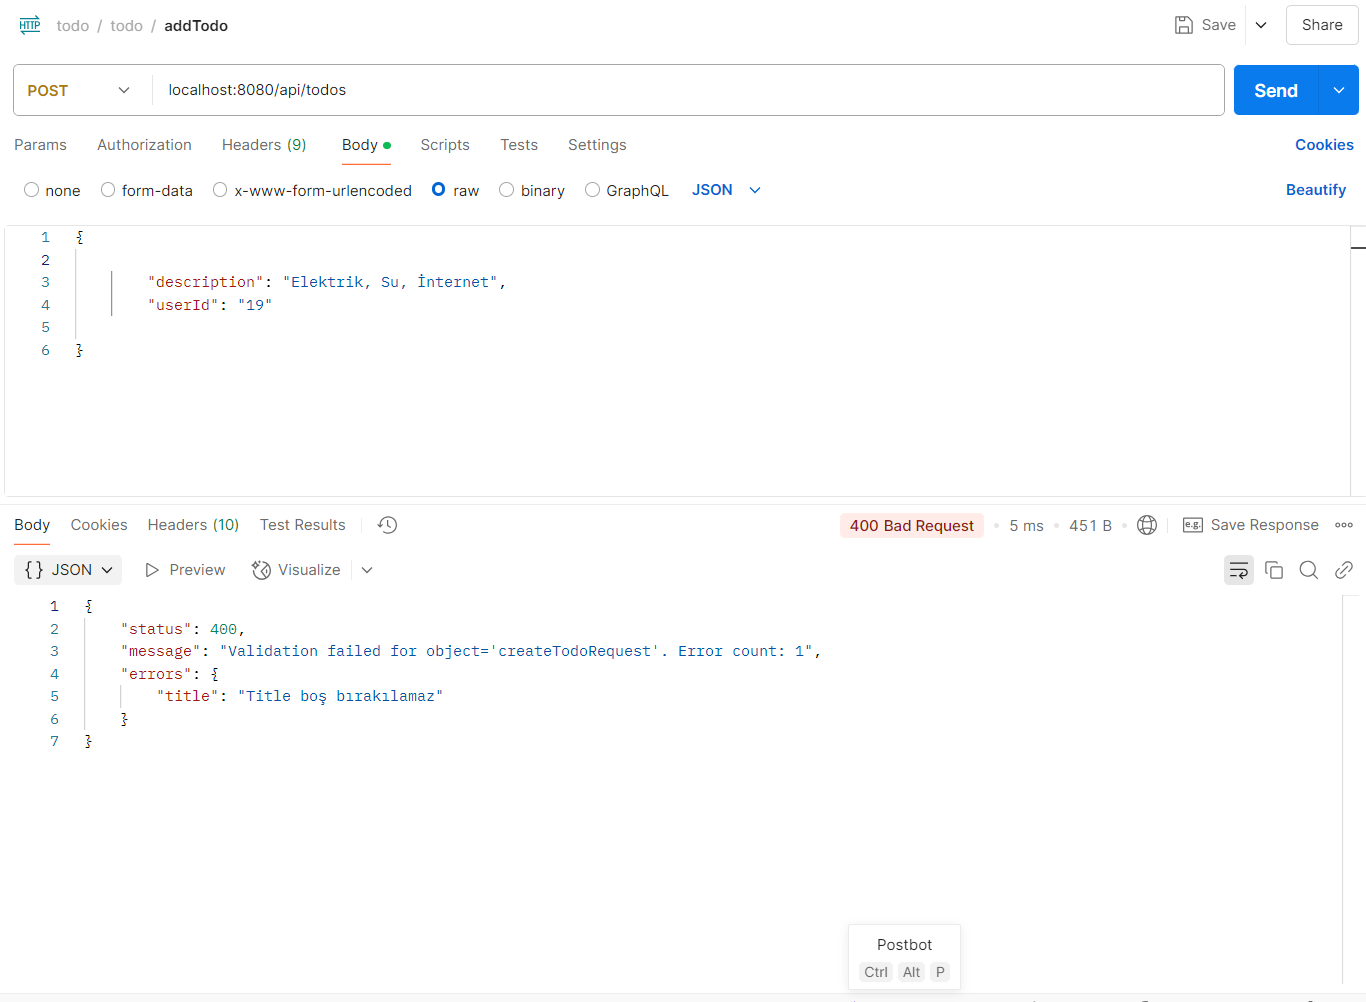 HTTP todo / todo / addTodo Save Share
POST localhost:8080/api/todos Send
Params Authorization Headers (9) Body Scripts Tests Settings Cookies
none form-data x-www-form-urlencoded raw binary GraphQL JSON Beautify
1 {
2
3 "description": "Elektrik, Su, İnternet",
4 "userId": "19"
5
6 }
Body Cookies Headers (10) Test Results 400 Bad Request 5 ms 451 B e.g. Save Response
{} JSON Preview Visualize
1 {
2 "status": 400,
3 "message": "Validation failed for object='createTodoRequest'. Error count: 1",
4 "errors": {
5 "title": "Title boş bırakılamaz"
6 }
7 }
Postbot
Ctrl Alt P